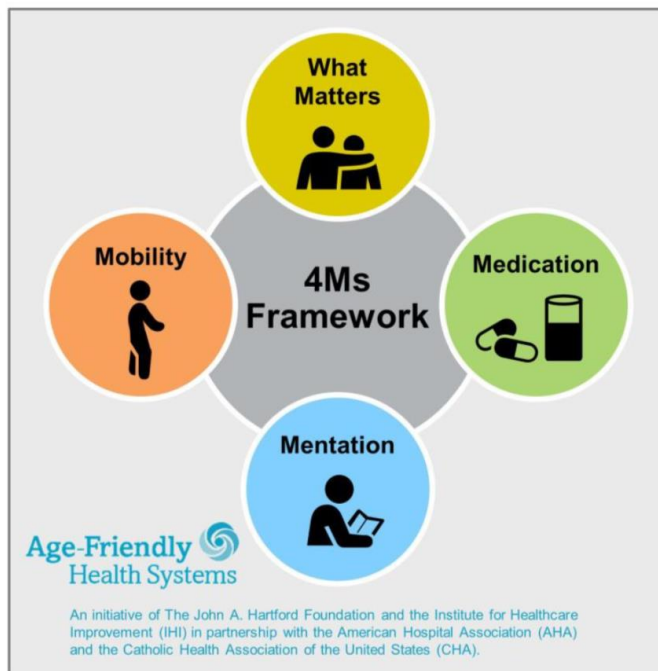 What
Matters
Mobility
4Ms
Framework
Medication
Mentation
Age-Friendly
Health Systems
An initiative of The John A. Hartford Foundation and the Institute for Healthcare
Improvement (IHI) in partnership with the American Hospital Association (AHA)
and the Catholic Health Association of the United States (CHA).